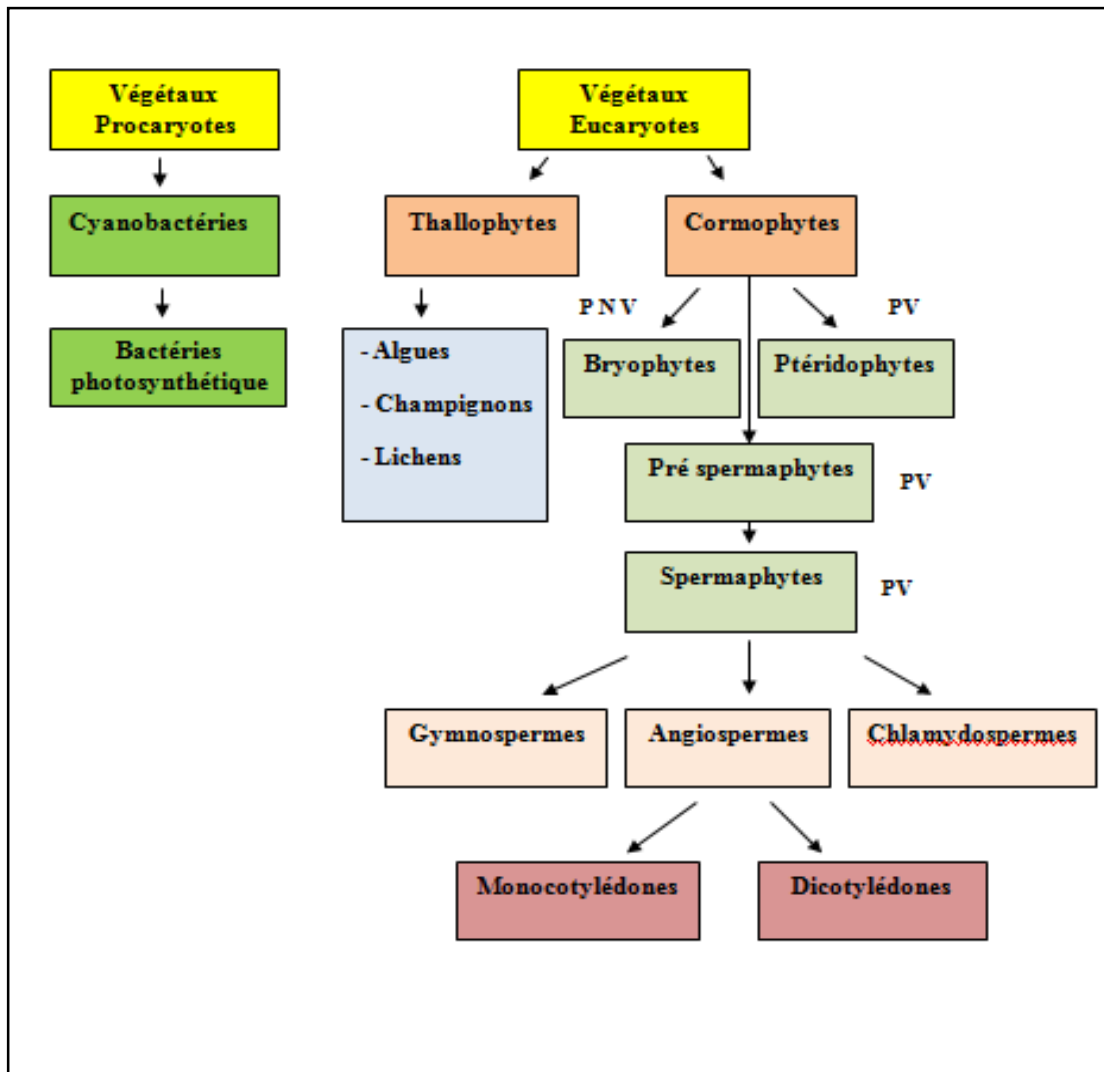 Végétaux
Procaryotes
Végétaux
Eucaryotes
Cyanobactéries
Thallophytes
Cormophytes
P N V
PV
Bactéries
photosynthétique
- Algues
- Champignons
- Lichens
Bryophytes
Ptéridophytes
Pré spermaphytes
PV
Spermaphytes
PV
Gymnospermes
Angiospermes
Chlamydospermes
Monocotylédones
Dicotylédones